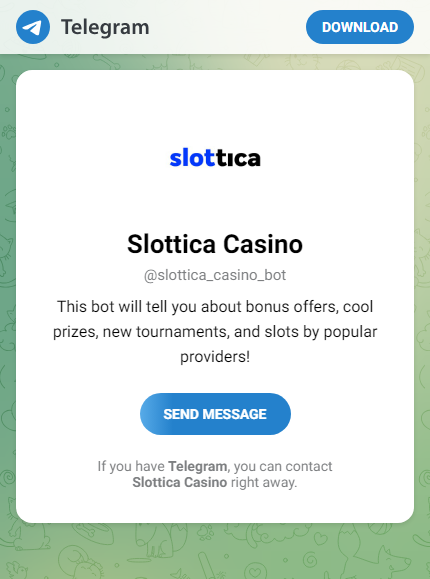 Telegram
DOWNLOAD
slottica
Slottica Casino
@slottica_casino_bot
This bot will tell you about bonus offers, cool
prizes, new tournaments, and slots by popular
providers!
SEND MESSAGE
If you have Telegram, you can contact
Slottica Casino right away.